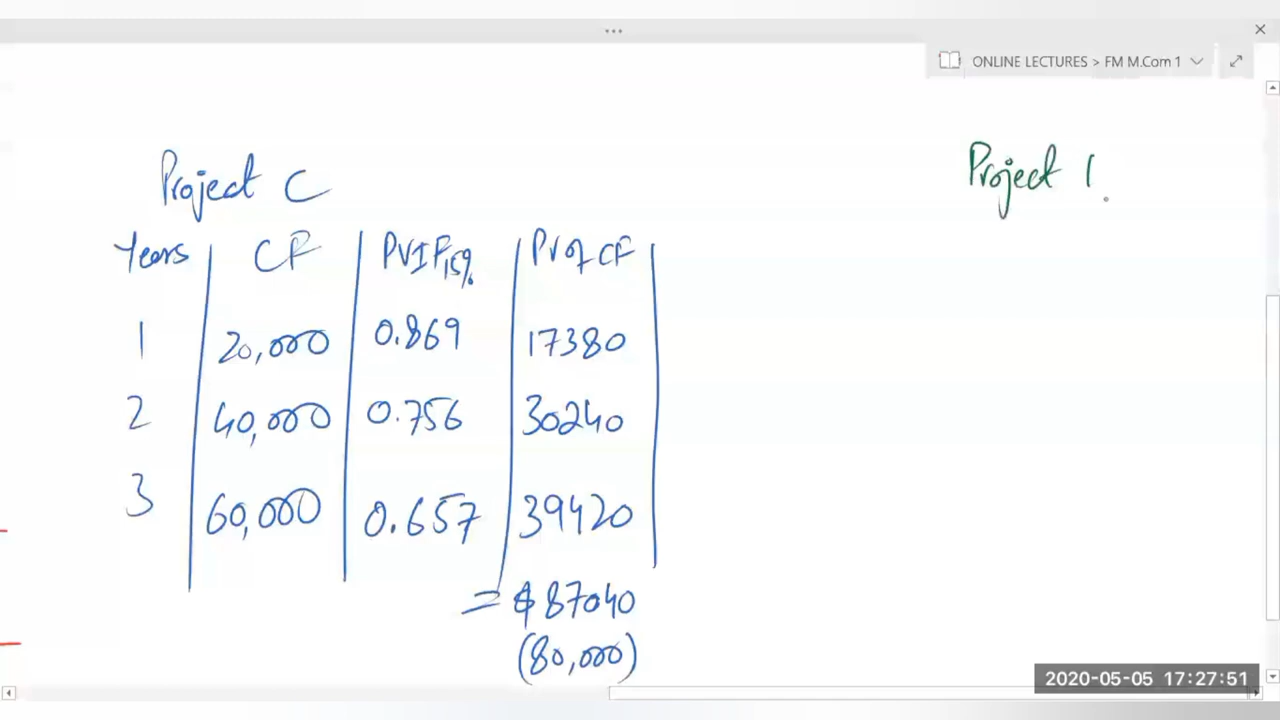 ONLINE LECTURES > FM M.Com 1
Project C
Years CF PVIF15% PV of CF
1 20,000 0.869 17380
2 40,000 0.756 30240
3 60,000 0.657 39420
= $87040
(80,000)
Project
2020-05-05 17:27:51